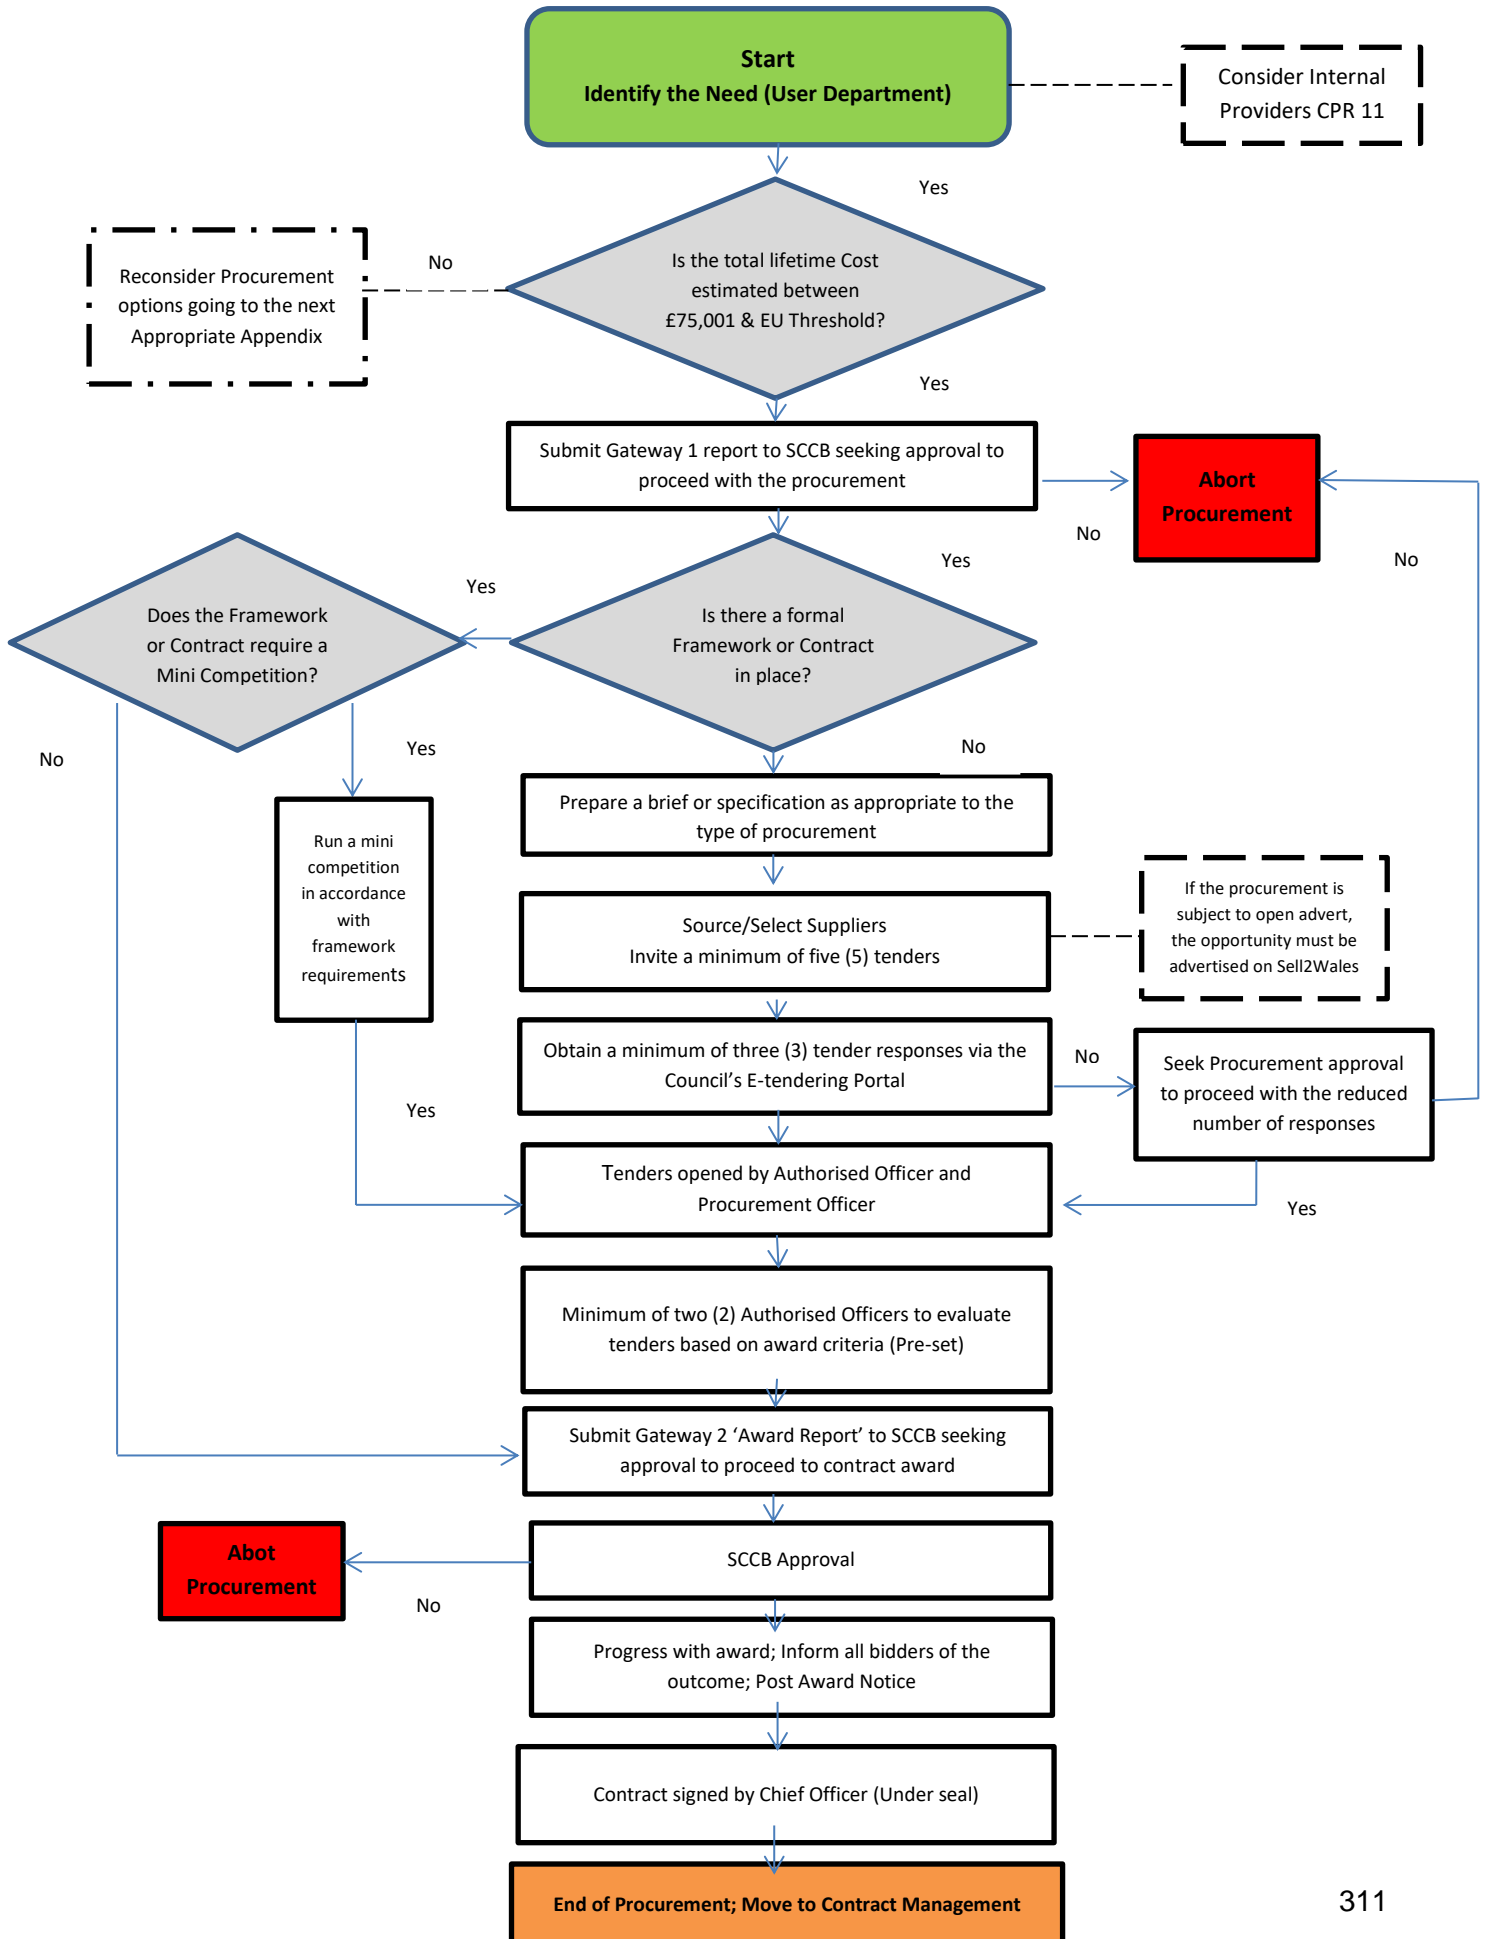 Start
Identify the Need (User Department)
Consider Internal
Providers CPR 11
Yes
Is the total lifetime Cost
estimated between
£75,001 & EU Threshold?
No
Reconsider Procurement
options going to the next
Appropriate Appendix
Yes
Submit Gateway 1 report to SCCB seeking approval to
proceed with the procurement
No
Abort
Procurement
No
Yes
Is there a formal
Framework or Contract
in place?
Yes
Does the Framework
or Contract require a
Mini Competition?
No
Yes
No
Run a mini
competition
in accordance
with
framework
requirements
Prepare a brief or specification as appropriate to the
type of procurement
Source/Select Suppliers
Invite a minimum of five (5) tenders
If the procurement is
subject to open advert,
the opportunity must be
advertised on Sell2Wales
Obtain a minimum of three (3) tender responses via the
Council’s E-tendering Portal
No
Seek Procurement approval
to proceed with the reduced
number of responses
Yes
Tenders opened by Authorised Officer and
Procurement Officer
Yes
Minimum of two (2) Authorised Officers to evaluate
tenders based on award criteria (Pre-set)
Submit Gateway 2 ‘Award Report’ to SCCB seeking
approval to proceed to contract award
SCCB Approval
Abot
Procurement
No
Progress with award; Inform all bidders of the
outcome; Post Award Notice
Contract signed by Chief Officer (Under seal)
End of Procurement; Move to Contract Management
311